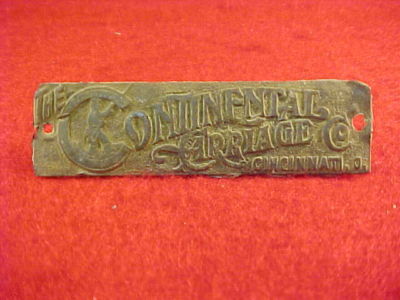 THE CONTINENTAL
CARRIAGE CO.
CINCINNATI. O.